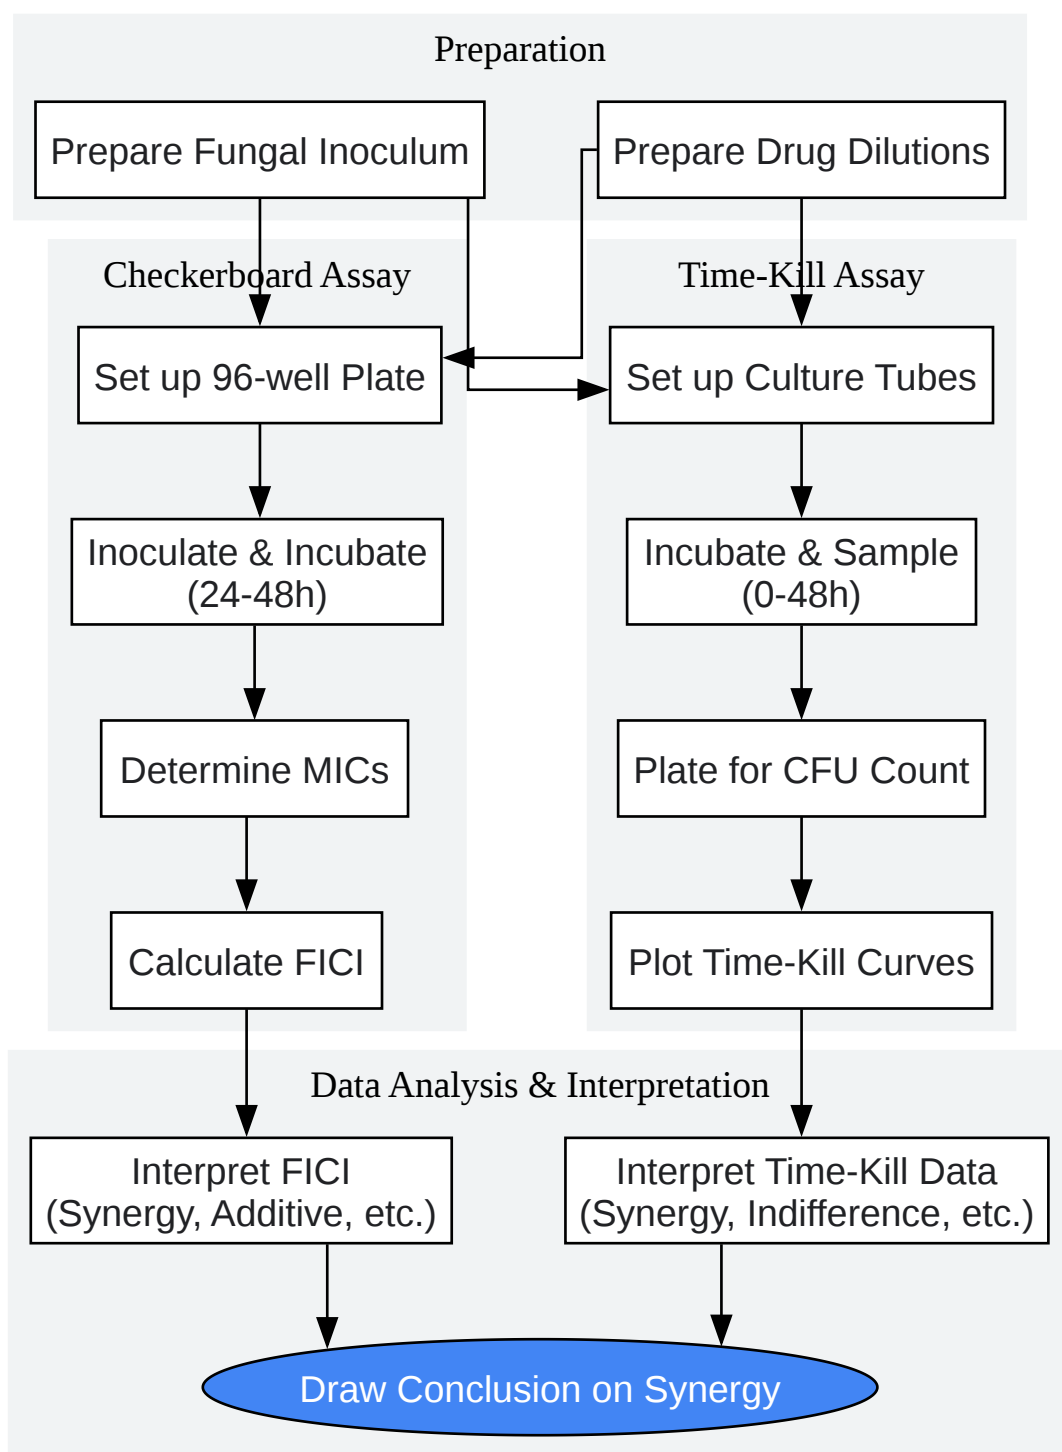 Preparation
Prepare Fungal Inoculum
Prepare Drug Dilutions
Checkerboard Assay
Time-Kill Assay
Set up 96-well Plate
Set up Culture Tubes
Inoculate & Incubate
(24-48h)
Incubate & Sample
(0-48h)
Determine MICs
Plate for CFU Count
Calculate FICI
Plot Time-Kill Curves
Data Analysis & Interpretation
Interpret FICI
(Synergy, Additive, etc.)
Interpret Time-Kill Data
(Synergy, Indifference, etc.)
Draw Conclusion on Synergy